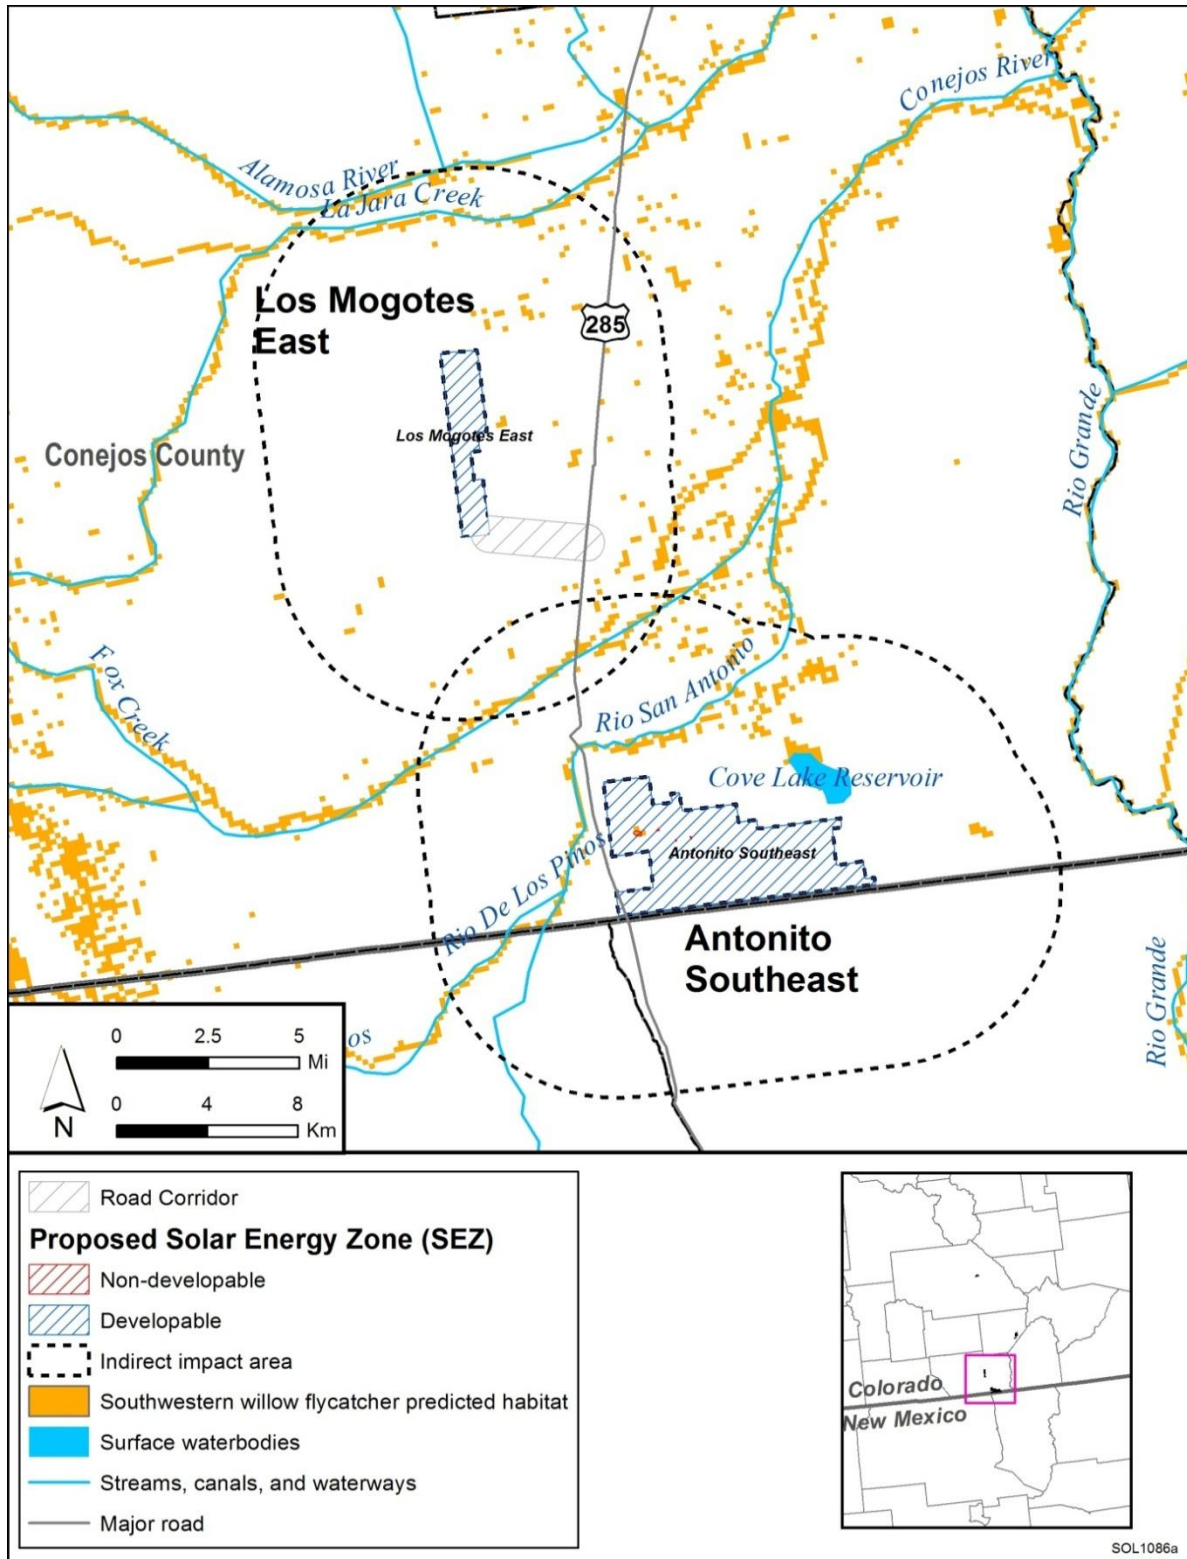 Conejos River
Alamosa River
La Jara Creek
Los Mogotes
East
285
Los Mogotes East
Conejos County
Rio Grande
Fox Creek
Rio San Antonio
Cove Lake Reservoir
Antonito Southeast
Rio De Los Pinos
Antonito
Southeast
Rio Grande
os
0 2.5 5
Mi
0 4 8
Km
N
Road Corridor
Proposed Solar Energy Zone (SEZ)
Non-developable
Developable
Indirect impact area
Southwestern willow flycatcher predicted habitat
Surface waterbodies
Streams, canals, and waterways
Major road
Colorado
New Mexico
SOL1086a